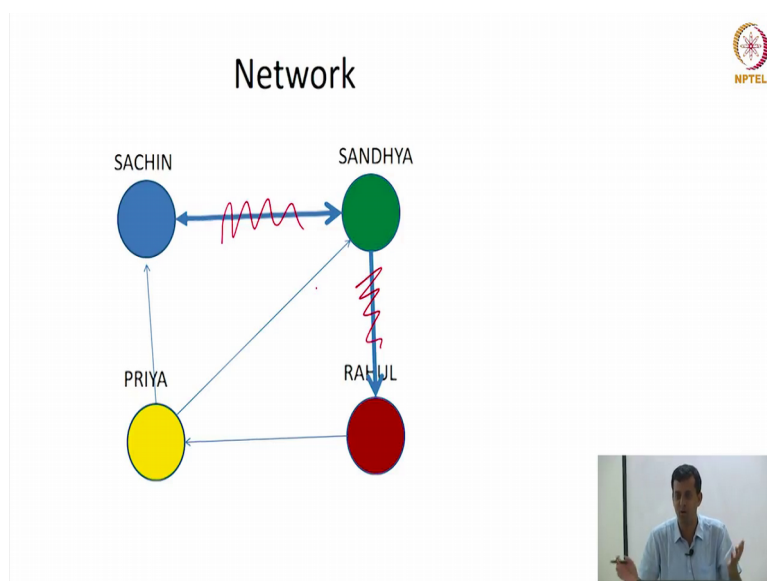 Network
NPTEL
SACHIN
SANDHYA
PRIYA
RAHUL